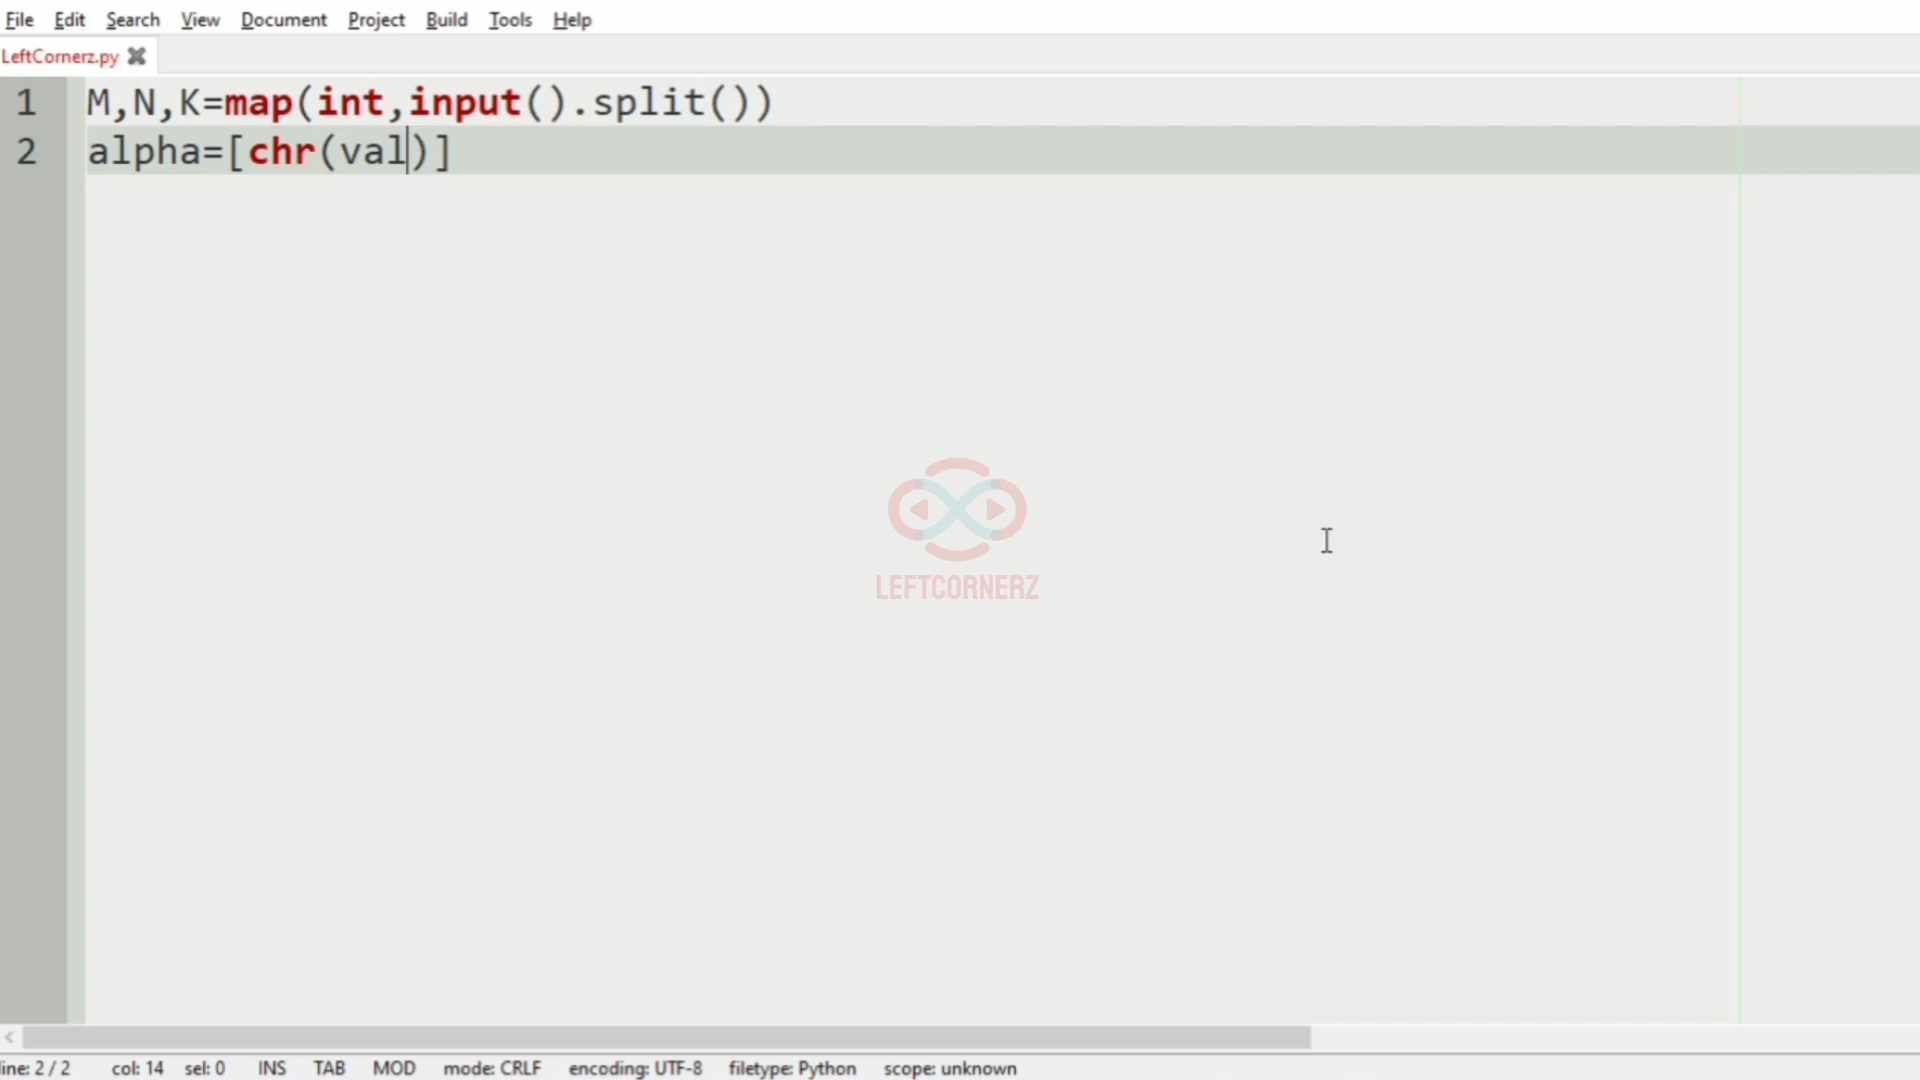 File Edit Search View Document Project Build Tools Help
LeftCornerz.py
1 M,N,K=map(int,input().split())
2 alpha=[chr(val)]
LEFTCORNERZ
line: 2 / 2 col: 14 sel: 0 INS TAB MOD mode: CRLF encoding: UTF-8 filetype: Python scope: unknown